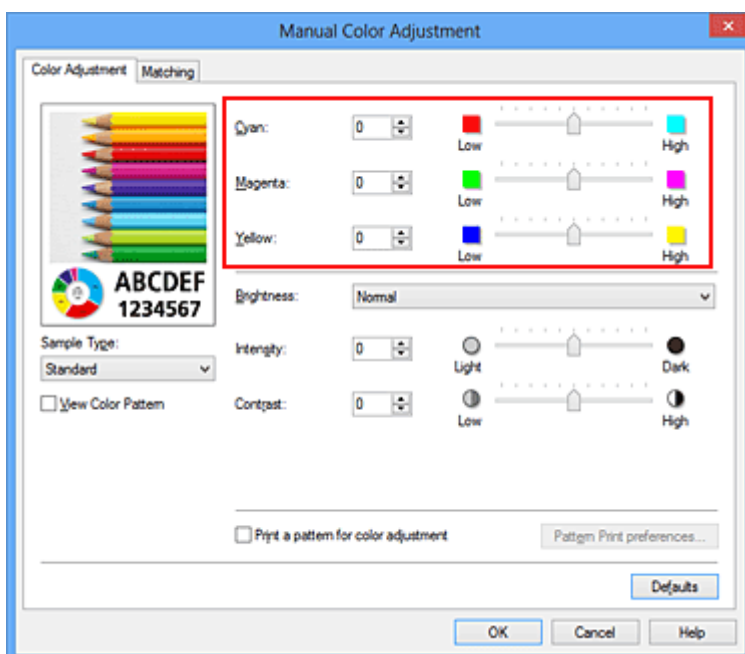 Manual Color Adjustment
Color Adjustment
Matching
ABCDEF
1234567
Sample Type:
Standard
View Color Pattern
Cyan: 0 Low High
Magenta: 0 Low High
Yellow: 0 Low High
Brightness: Normal
Intensity: 0 Light Dark
Contrast: 0 Low High
Print a pattern for color adjustment
Pattern Print preferences...
Defaults
OK Cancel Help